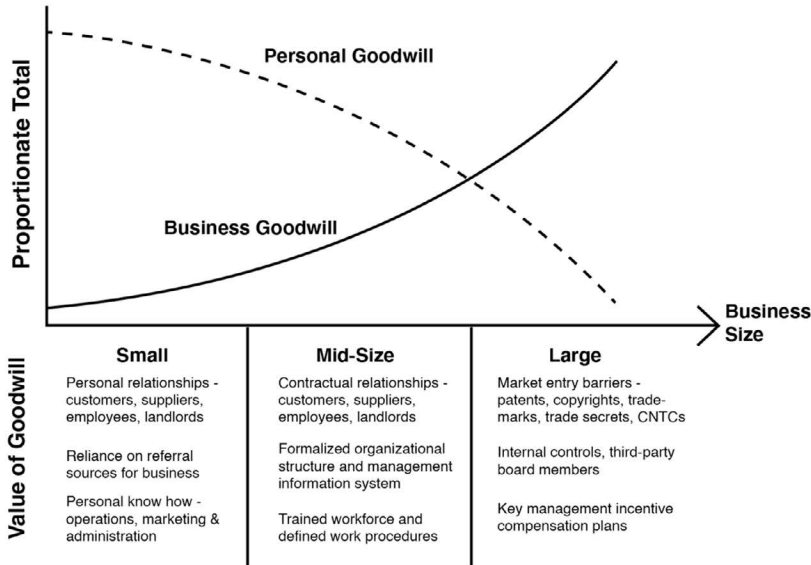 Proportionate Total
Personal Goodwill
Business Goodwill
Business
Size
Value of Goodwill
Small
Personal relationships -
customers, suppliers,
employees, landlords
Reliance on referral
sources for business
Personal know how -
operations, marketing &
administration
Mid-Size
Contractual relationships -
customers, suppliers,
employees, landlords
Formalized organizational
structure and management
information system
Trained workforce and
defined work procedures
Large
Market entry barriers -
patents, copyrights, trade-
marks, trade secrets, CNTCs
Internal controls, third-party
board members
Key management incentive
compensation plans